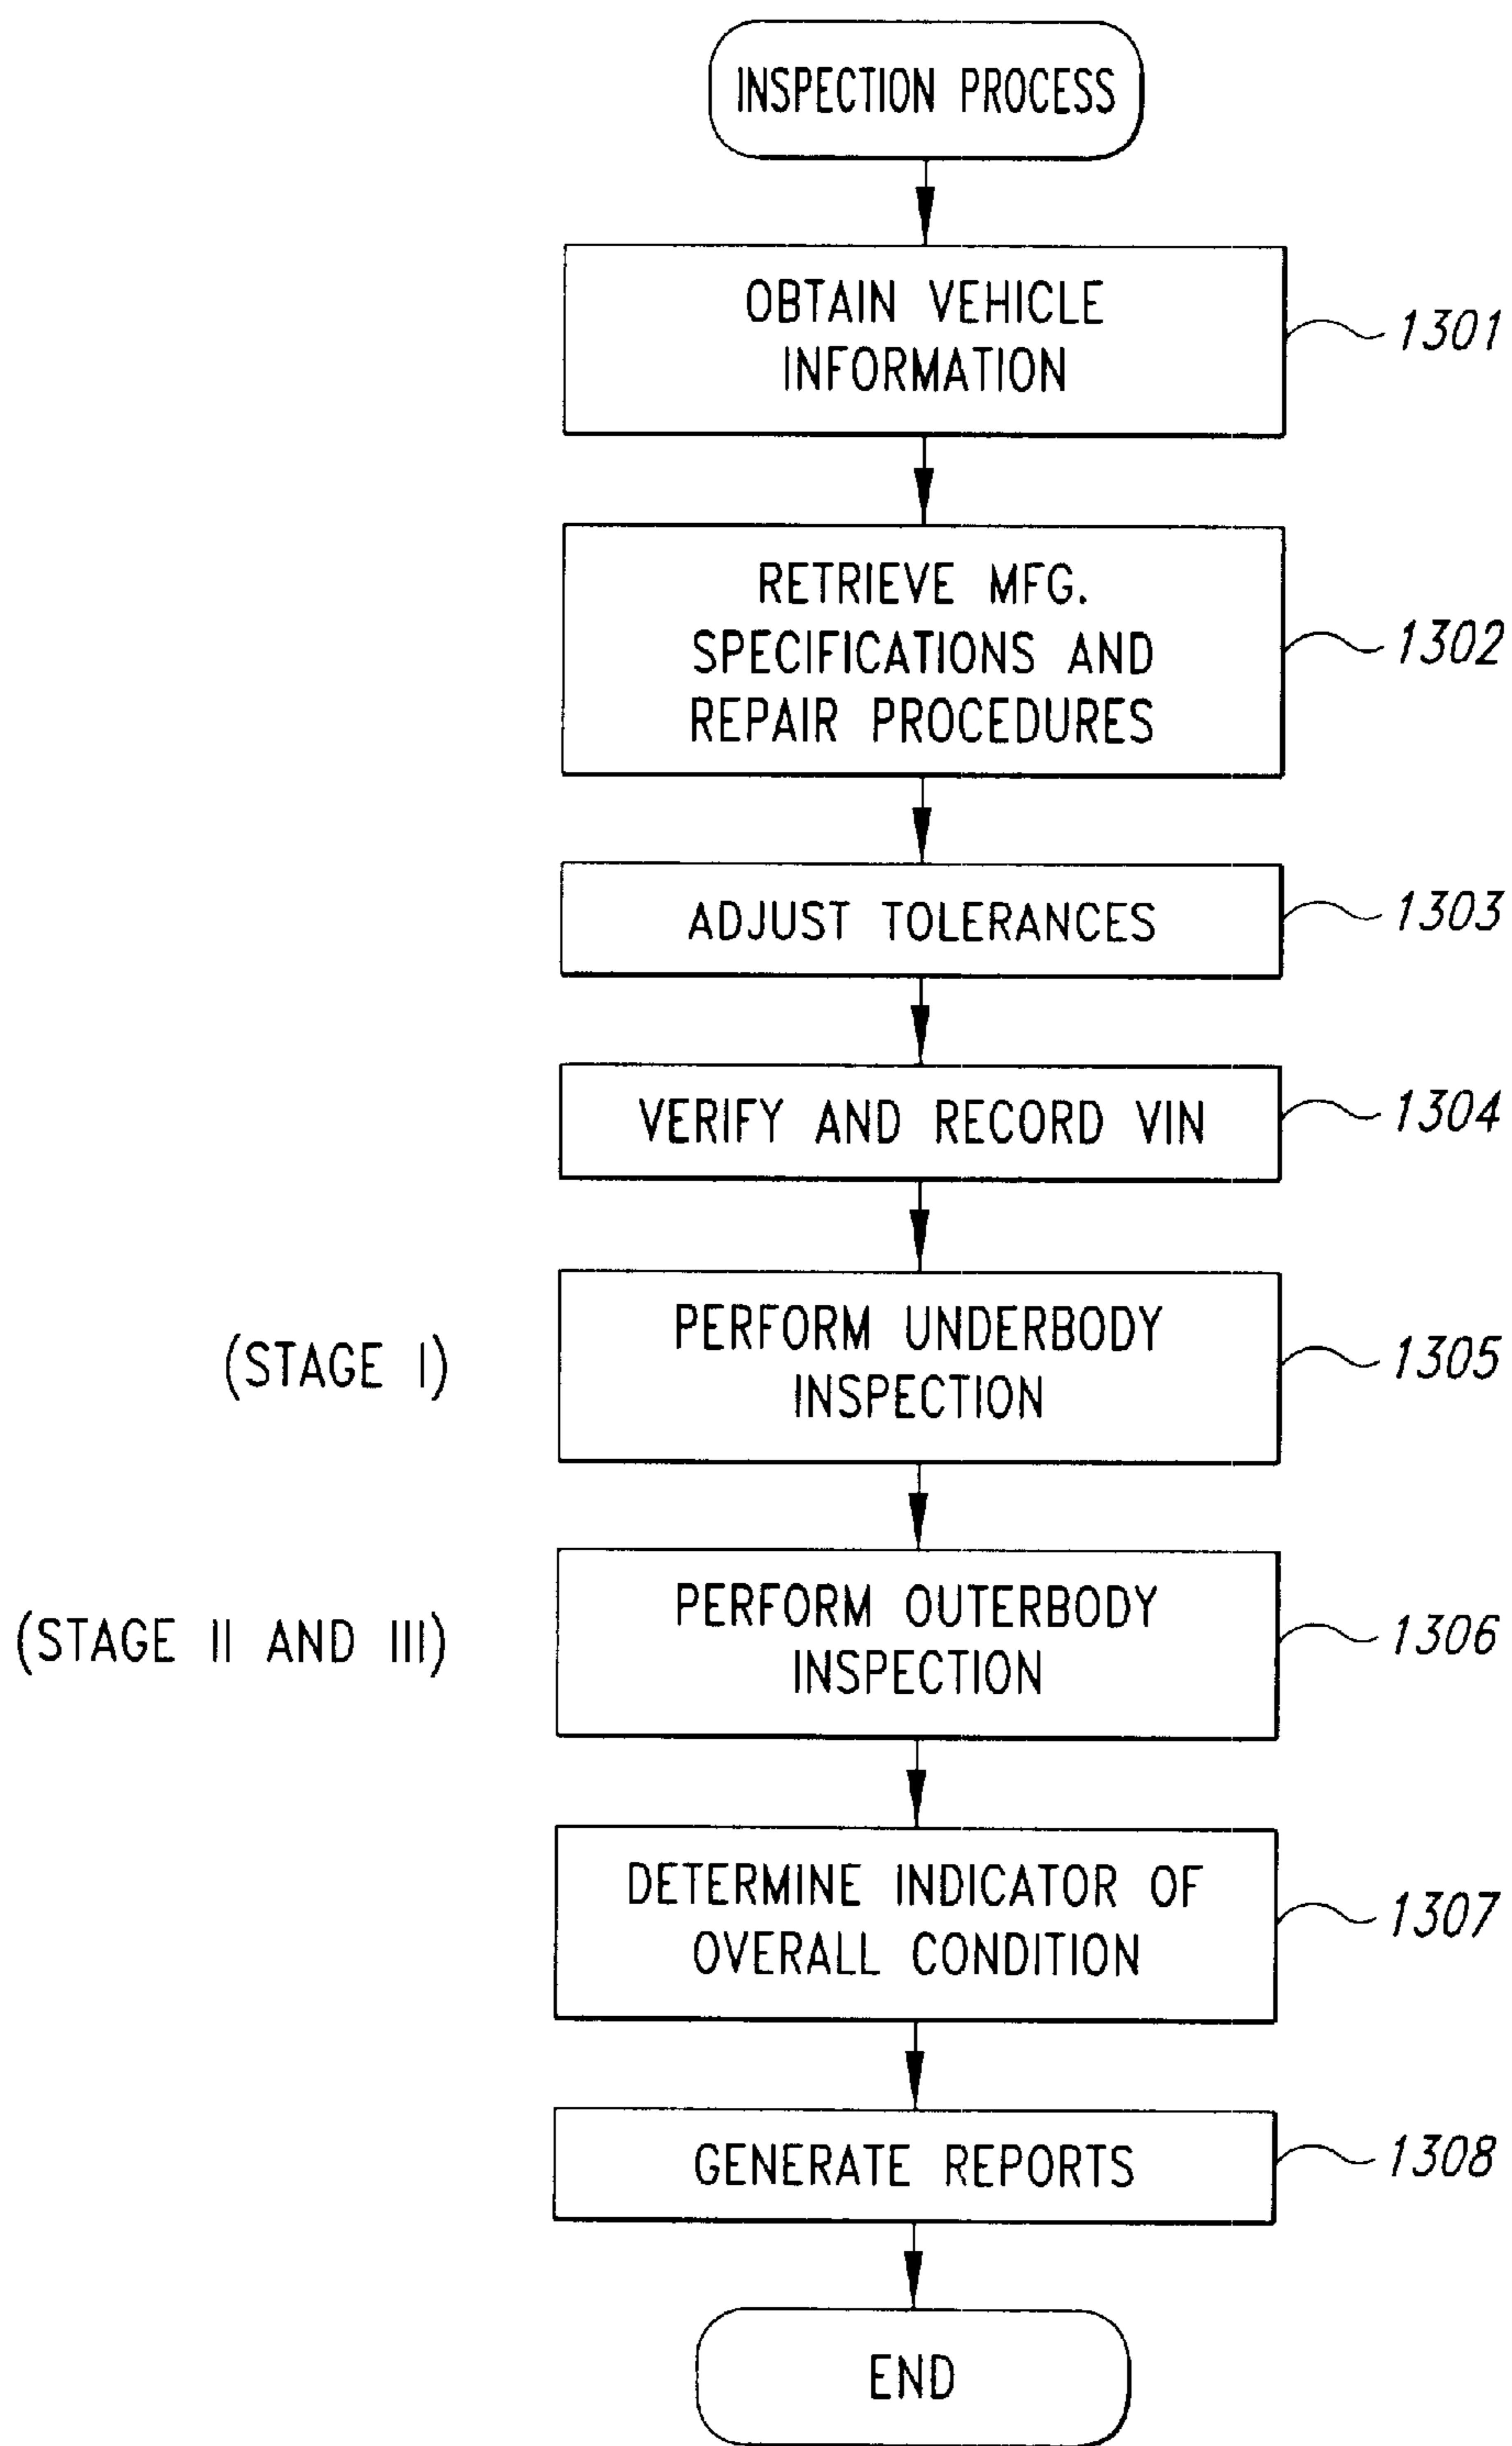 INSPECTION PROCESS
OBTAIN VEHICLE
INFORMATION
1301
RETRIEVE MFG.
SPECIFICATIONS AND
REPAIR PROCEDURES
1302
ADJUST TOLERANCES
1303
VERIFY AND RECORD VIN
1304
(STAGE I)
PERFORM UNDERBODY
INSPECTION
1305
(STAGE II AND III)
PERFORM OUTERBODY
INSPECTION
1306
DETERMINE INDICATOR OF
OVERALL CONDITION
1307
GENERATE REPORTS
1308
END